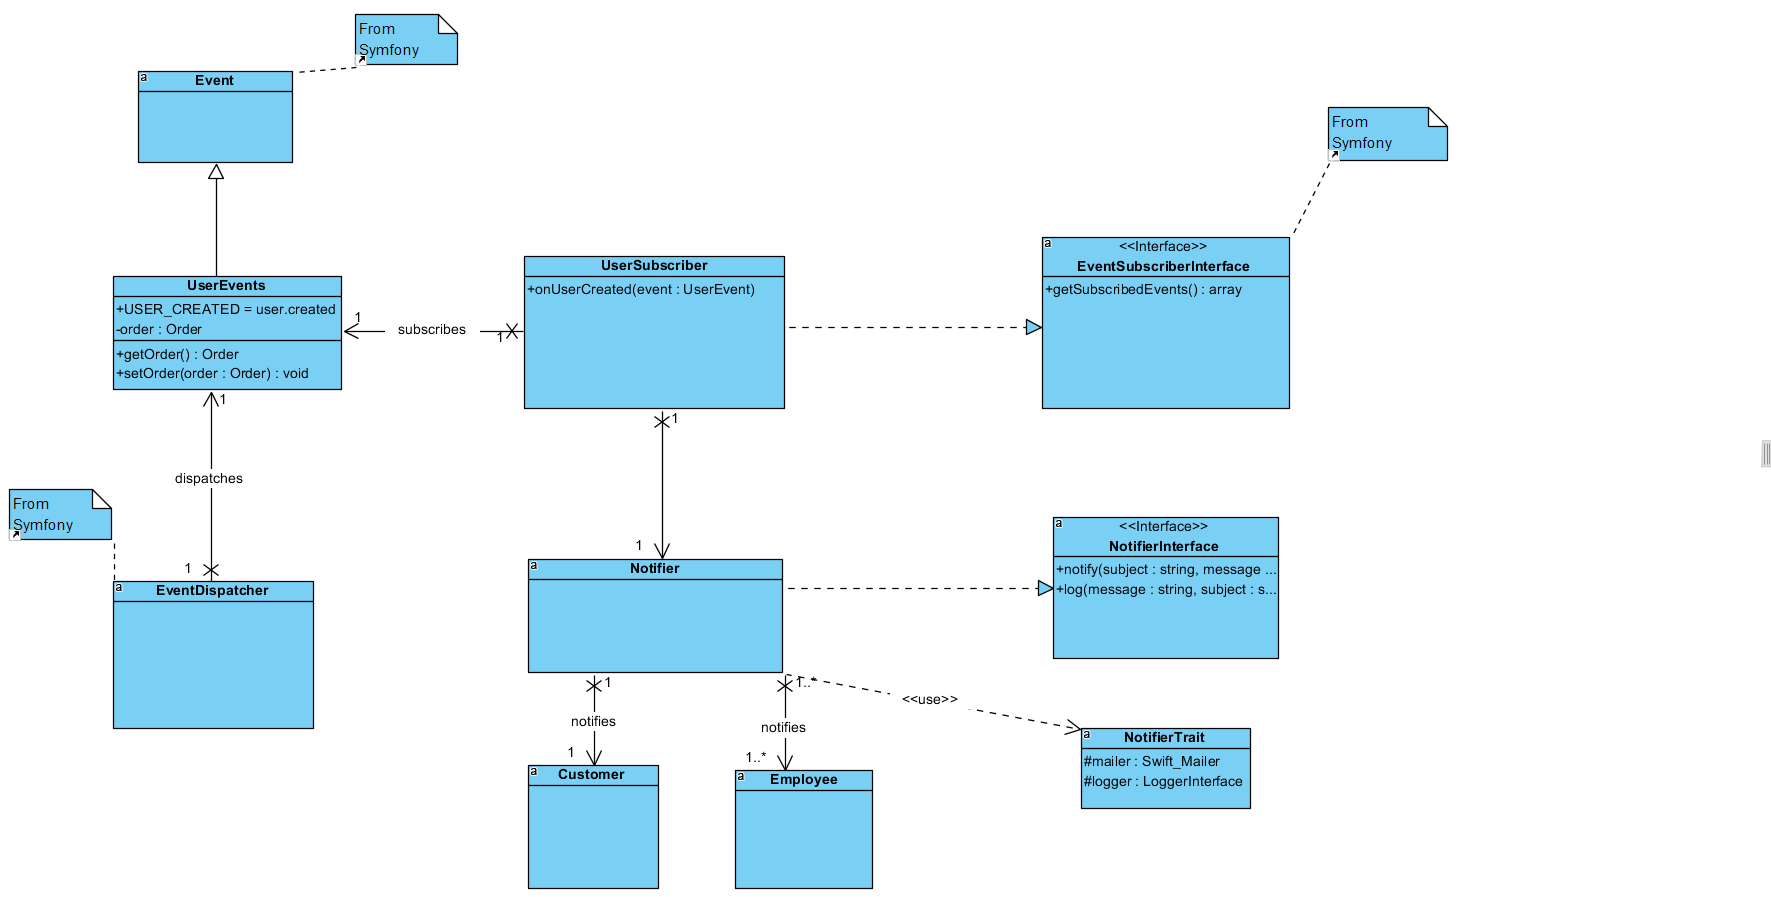 From
Symfony
a
Event
From
Symfony
a
<<Interface>>
EventSubscriberInterface
+getSubscribedEvents() : array
UserSubscriber
+onUserCreated(event : UserEvent)
UserEvents
+USER_CREATED = user.created
-order : Order
+getOrder() : Order
+setOrder(order : Order) : void
1
subscribes
1
1
dispatches
1
1
1
From
Symfony
a
EventDispatcher
a
Notifier
a
<<Interface>>
NotifierInterface
+notify(subject : string, message ...
+log(message : string, subject : s...
1
notifies
1
1..*
notifies
1..*
<<use>>
a
NotifierTrait
#mailer : Swift_Mailer
#logger : LoggerInterface
a
Customer
a
Employee